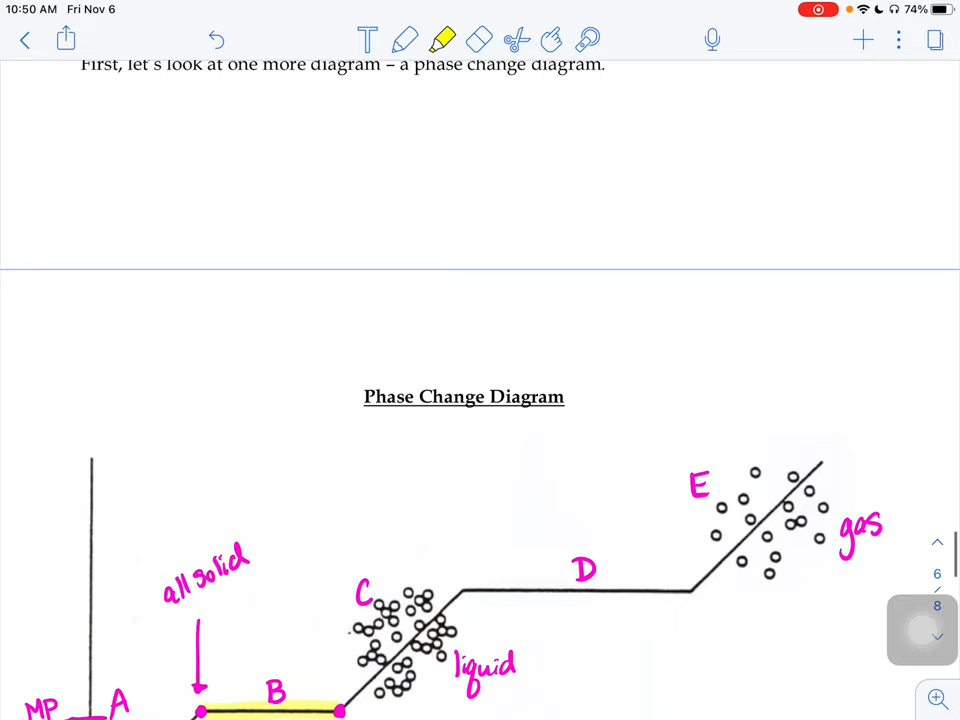 10:50 AM Fri Nov 6
74%
T
First, let's look at one more diagram – a phase change diagram.
Phase Change Diagram
E
gas
D
all solid
C
liquid
B
MP
A
6
/
8